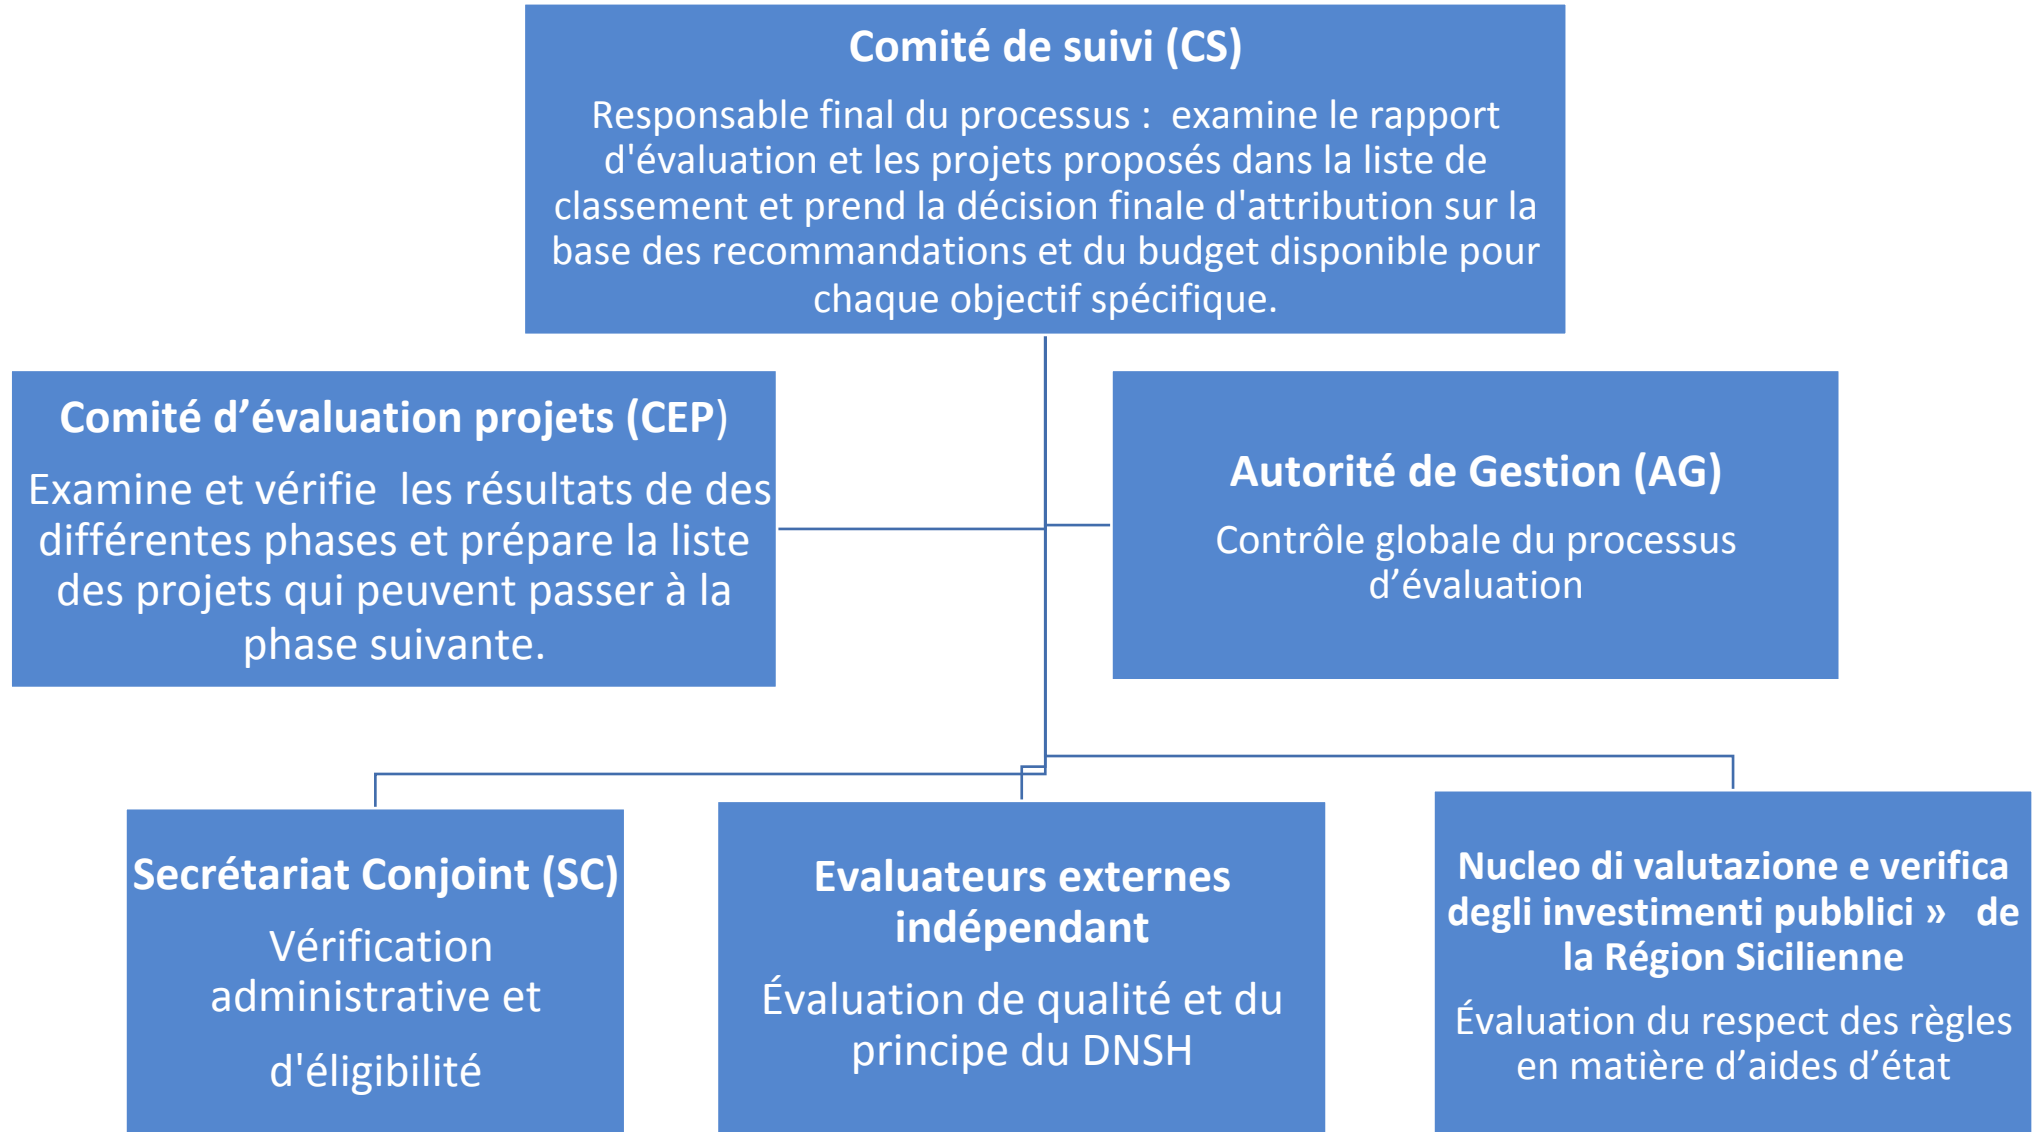 Comité de suivi (CS)
Responsable final du processus :  examine le rapport
d'évaluation et les projets proposés dans la liste de
classement et prend la décision finale d'attribution sur la
base des recommandations et du budget disponible pour
chaque objectif spécifique.
Comité d’évaluation projets (CEP)
Examine et vérifie  les résultats de des
différentes phases et prépare la liste
des projets qui peuvent passer à la
phase suivante.
Autorité de Gestion (AG)
Contrôle globale du processus
d’évaluation
Secrétariat Conjoint (SC)
Vérification
administrative et
d'éligibilité
Evaluateurs externes
indépendant
Évaluation de qualité et du
principe du DNSH
Nucleo di valutazione e verifica
degli investimenti pubblici »   de
la Région Sicilienne
Évaluation du respect des règles
en matière d’aides d’état